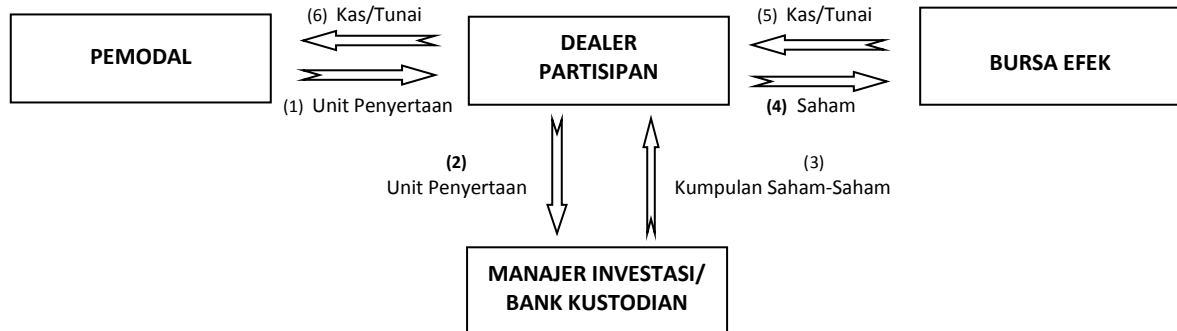 (6) Kas/Tunai
(5) Kas/Tunai
PEMODAL
DEALER
PARTISIPAN
BURSA EFEK
(1) Unit Penyertaan
(4) Saham
(2)
Unit Penyertaan
(3)
Kumpulan Saham-Saham
MANAJER INVESTASI/
BANK KUSTODIAN